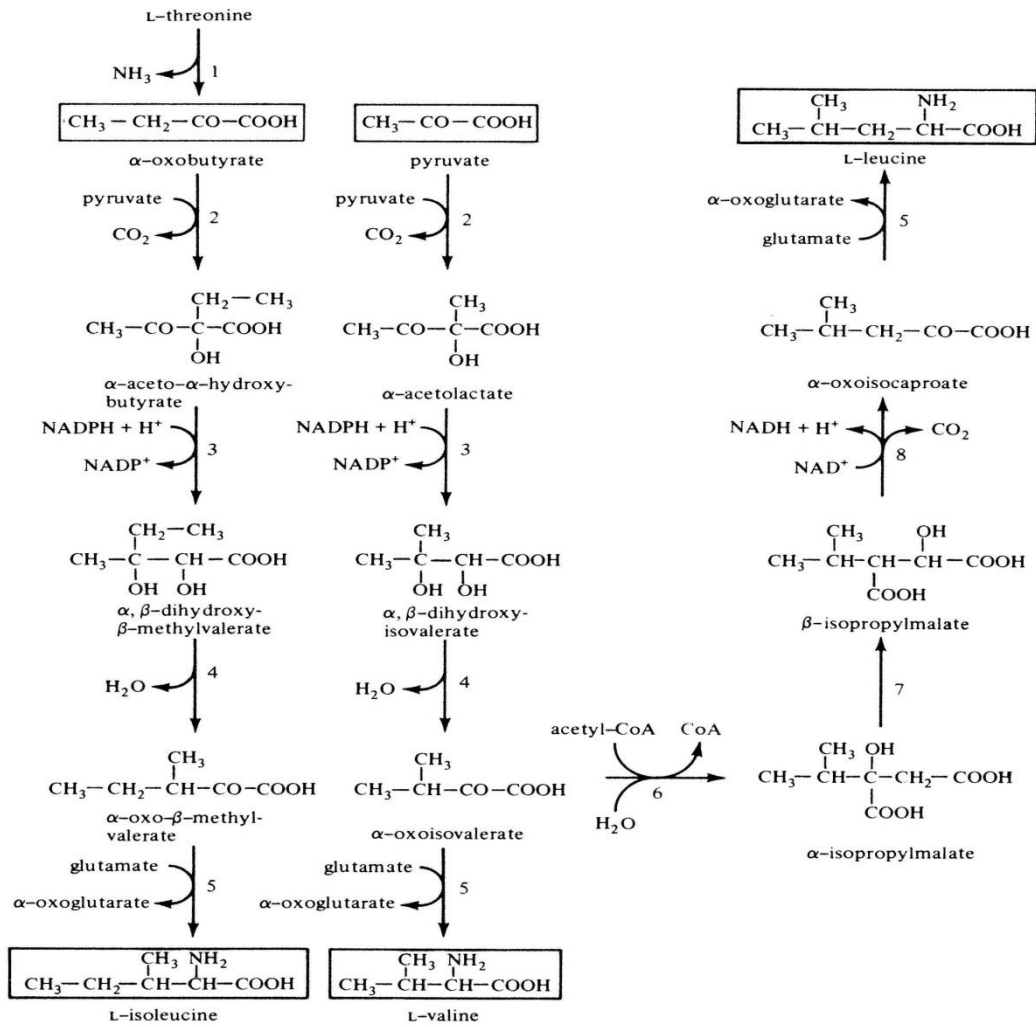 L-threonine
NH₃
1
CH₃—CH₂—CO—COOH
α-oxobutyrate
pyruvate
2
CO₂
CH₂—CH₃
CH₃—CO—C—COOH
OH
α-aceto-α-hydroxy-
butyrate
NADPH + H⁺
3
NADP⁺
CH₂—CH₃
CH₃—C—CH—COOH
OH OH
α, β-dihydroxy-
β-methylvalerate
4
H₂O
CH₃
CH₃—CH₂—CH—CO—COOH
α-oxo-β-methyl-
valerate
glutamate
5
α-oxoglutarate
CH₃ NH₂
CH₃—CH₂—CH—CH—COOH
L-isoleucine
CH₃—CO—COOH
pyruvate
pyruvate
2
CO₂
CH₃
CH₃—CO—C—COOH
OH
α-acetolactate
NADPH + H⁺
3
NADP⁺
CH₃
CH₃—C—CH—COOH
OH OH
α, β-dihydroxy-
isovalerate
4
H₂O
CH₃
CH₃—CH—CO—COOH
α-oxoisovalerate
glutamate
5
α-oxoglutarate
CH₃ NH₂
CH₃—CH—CH—COOH
L-valine
acetyl-CoA CoA
6
H₂O
CH₃ OH
CH₃—CH—C—CH₂—COOH
COOH
α-isopropylmalate
7
CH₃ OH
CH₃—CH—CH—CH—COOH
COOH
β-isopropylmalate
NADH + H⁺ CO₂
8
NAD⁺
CH₃
CH₃—CH—CH₂—CO—COOH
α-oxoisocaproate
α-oxoglutarate
5
glutamate
CH₃ NH₂
CH₃—CH—CH₂—CH—COOH
L-leucine